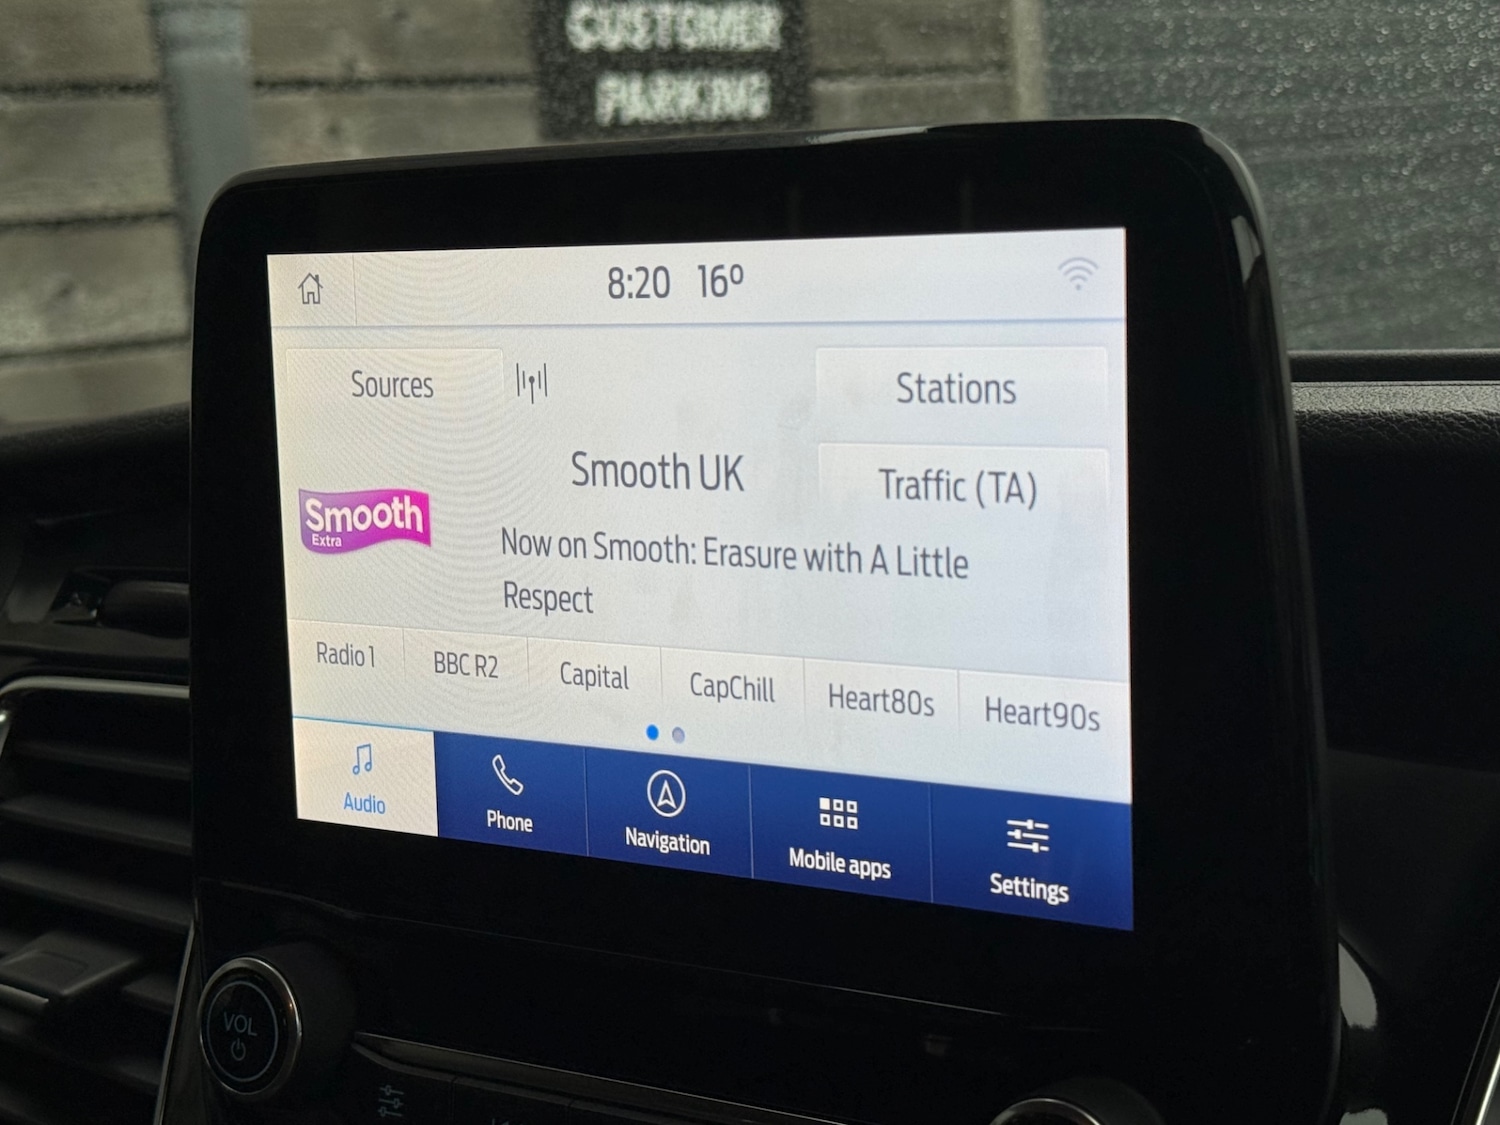 CUSTOMER
PARKING
8:20 16º
Sources
Stations
Smooth UK
Traffic (TA)
Smooth
Extra
Now on Smooth: Erasure with A Little
Respect
Radio 1
BBC R2
Capital
CapChill
Heart80s
Heart90s
Audio
Phone
Navigation
Mobile apps
Settings
VOL